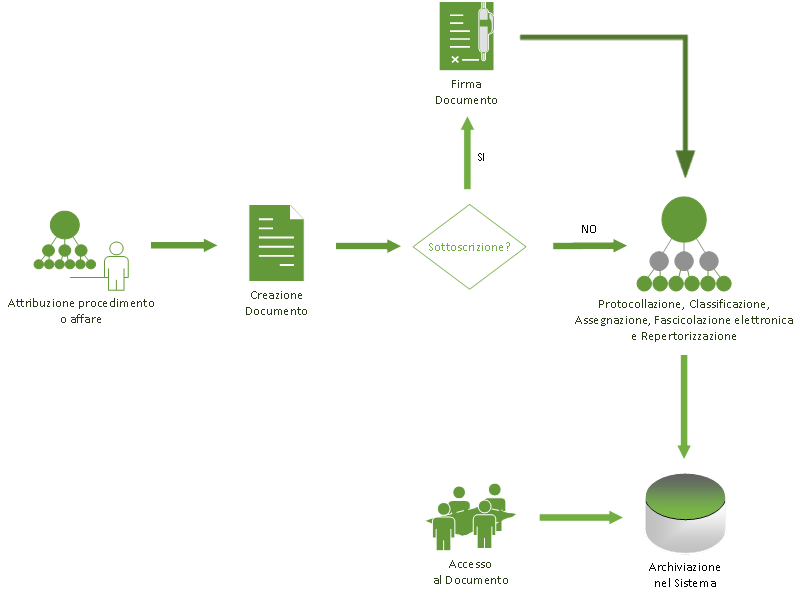 Firma
Documento
SI
NO
Sottoscrizione?
Attribuzione procedimento
o affare
Creazione
Documento
Protocollazione, Classificazione,
Assegnazione, Fascicolazione elettronica
e Repertorizzazione
Accesso
al Documento
Archiviazione
nel Sistema